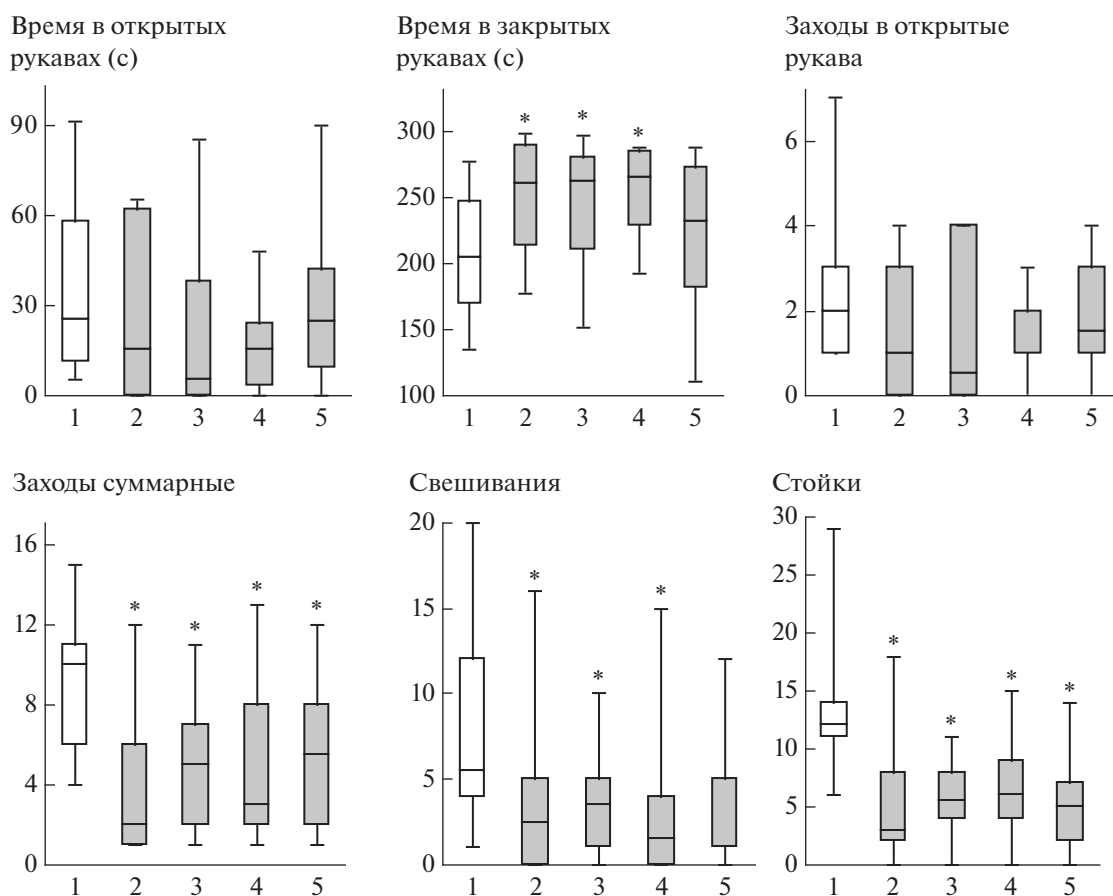 Время в открытых
рукавах (с)
90
60
30
0
1 2 3 4 5
Время в закрытых
рукавах (с)
300
250
200
150
100
* * *
1 2 3 4 5
Заходы в открытые
рукава
6
4
2
0
1 2 3 4 5
Заходы суммарные
16
12
8
4
0
* * * *
1 2 3 4 5
Свешивания
20
15
10
5
0
* * *
1 2 3 4 5
Стойки
30
25
20
15
10
5
0
* * * *
1 2 3 4 5